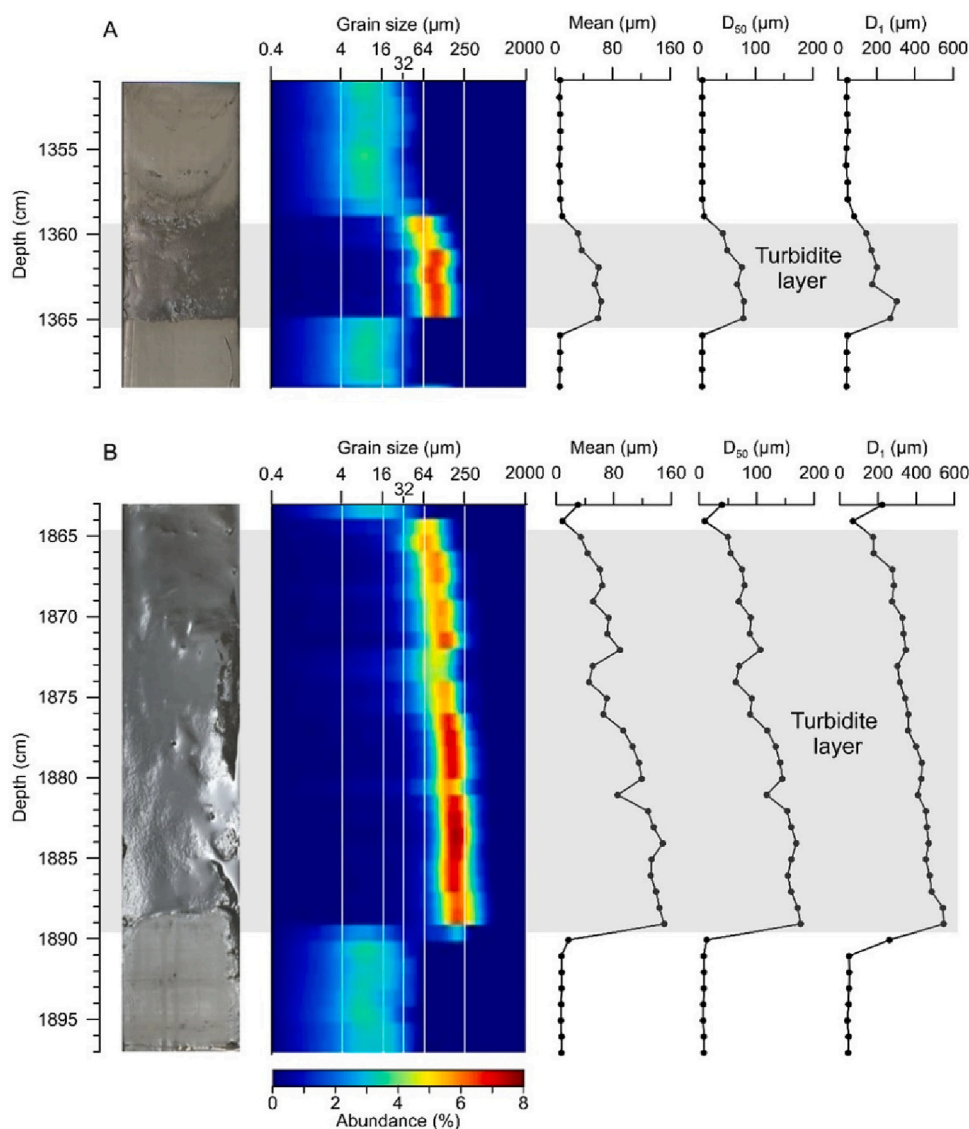 A
Grain size (µm)
Mean (µm)
D₅₀ (µm)
D₁ (µm)
0.4 4 16 64 250 2000
32
0 80 160
0 100 200
0 200 400 600
Depth (cm)
1355
1360
1365
Turbidite
layer
B
Grain size (µm)
Mean (µm)
D₅₀ (µm)
D₁ (µm)
0.4 4 16 64 250 2000
32
0 80 160
0 100 200
0 200 400 600
Depth (cm)
1865
1870
1875
1880
1885
1890
1895
Turbidite
layer
0 2 4 6 8
Abundance (%)